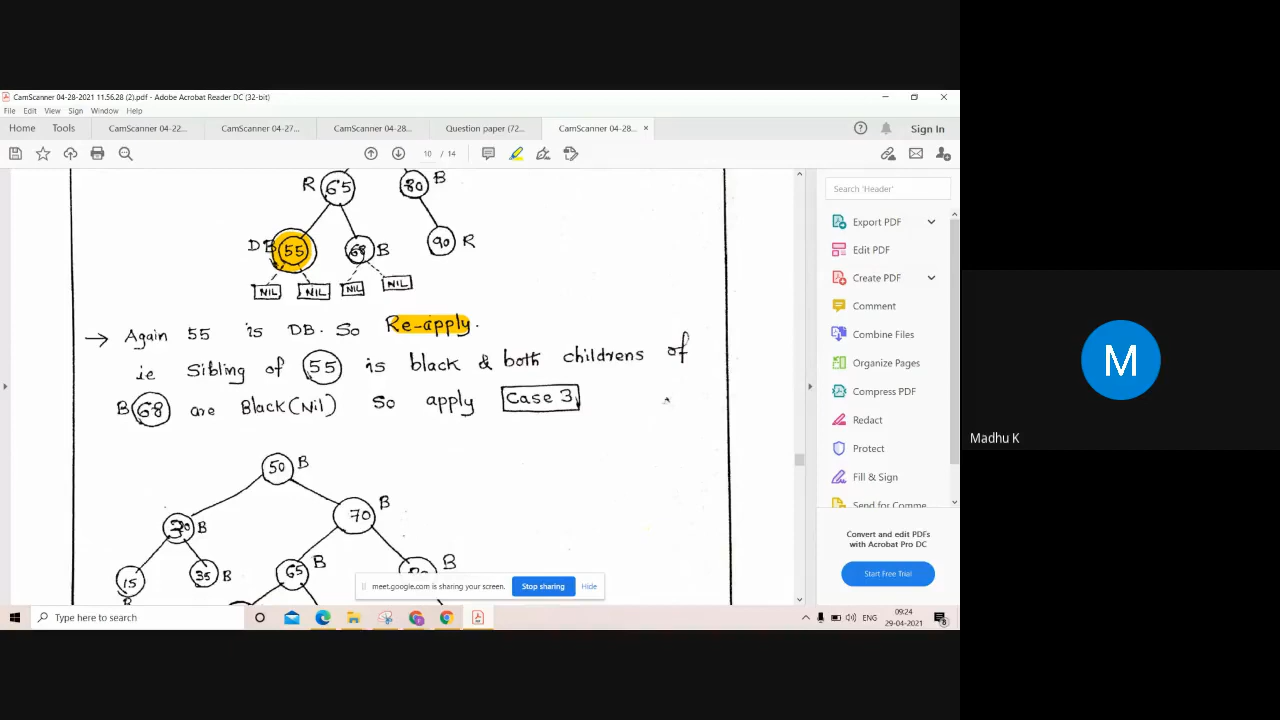 CamScanner 04-28-2021 11.56.28 (2).pdf - Adobe Acrobat Reader DC (32-bit)
File Edit View Sign Window Help
Home Tools CamScanner 04-22... CamScanner 04-27... CamScanner 04-28... Question paper (72... CamScanner 04-28... × Sign In
10 / 14
R 65 80 B
DB 55 68 B 90 R
NIL NIL NIL NIL
→ Again 55 is DB. So Re-apply.
ie Sibling of 55 is black & both childrens of
B 68 are Black(Nil) So apply Case 3
50 B
70 B
30 B
65 B B
15 35 B
Search 'Header'
Export PDF
Edit PDF
Create PDF
Comment
Combine Files
Organize Pages
Compress PDF
Redact
Protect
Fill & Sign
Send for Comme
Convert and edit PDFs
with Acrobat Pro DC
Start Free Trial
meet.google.com is sharing your screen. Stop sharing Hide
Type here to search
ENG
09:24
29-04-2021
8
M
Madhu K